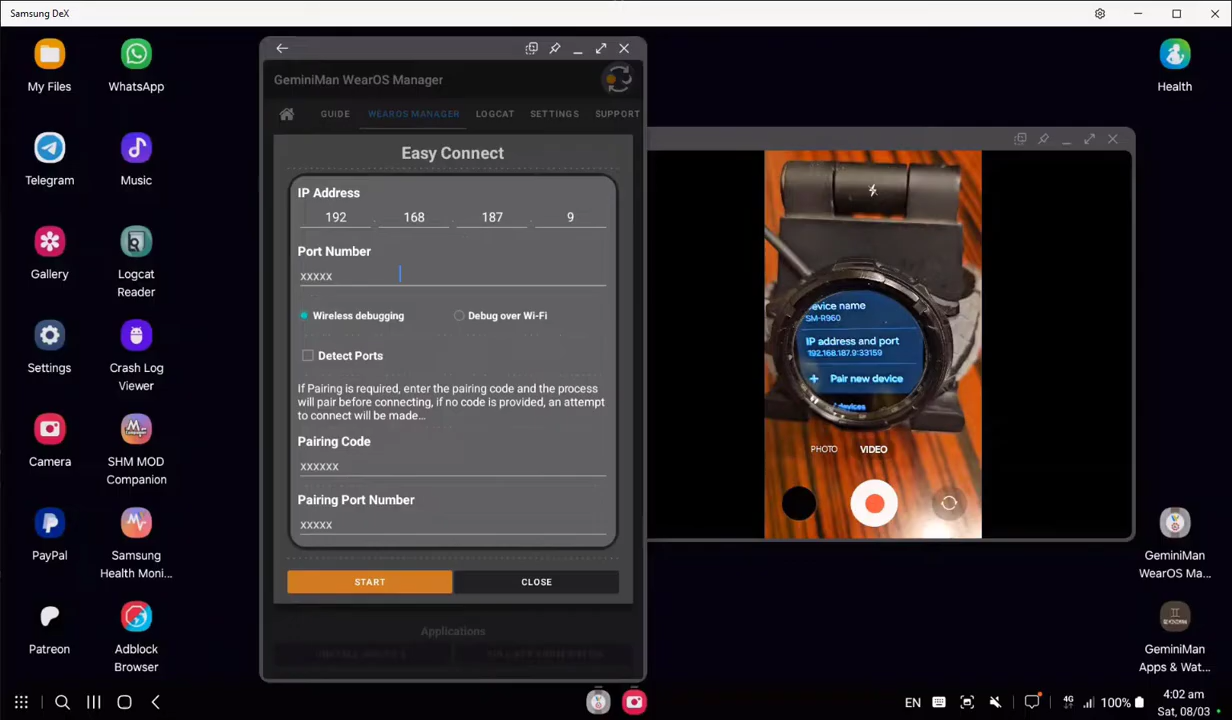 Samsung DeX
My Files
WhatsApp
Telegram
Music
Gallery
Logcat
Reader
Settings
Crash Log
Viewer
Camera
SHM MOD
Companion
PayPal
Samsung
Health Moni...
Patreon
Adblock
Browser
GeminiMan WearOS Manager
GUIDE WEAROS MANAGER LOGCAT SETTINGS SUPPORT
Easy Connect
IP Address
192 . 168 . 187 . 9
Port Number
xxxxx
Wireless debugging Debug over Wi-Fi
Detect Ports
If Pairing is required, enter the pairing code and the process
will pair before connecting, if no code is provided, an attempt
to connect will be made...
Pairing Code
xxxxxx
Pairing Port Number
xxxxx
START CLOSE
Applications
Device name
SM-R960
IP address and port
192.168.187.9:33159
+ Pair new device
devices
PHOTO VIDEO
Health
GeminiMan
WearOS Ma...
GeminiMan
Apps & Wat...
EN 4G 100% 4:02 am
Sat, 08/03